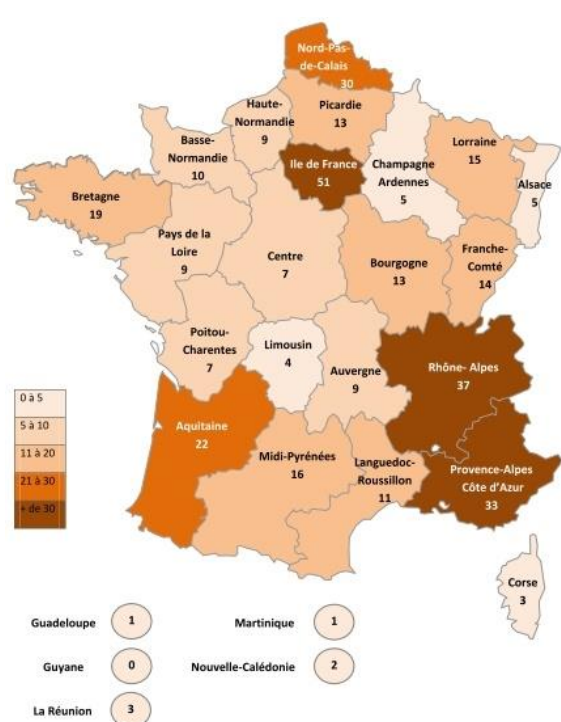 Nord-Pas-
de-Calais
30
Haute-
Normandie
9
Picardie
13
Basse-
Normandie
10
Ile de France
51
Champagne
Ardennes
5
Lorraine
15
Alsace
5
Bretagne
19
Pays de la
Loire
9
Centre
7
Bourgogne
13
Franche-
Comté
14
Poitou-
Charentes
7
Limousin
4
Auvergne
9
Rhône- Alpes
37
Aquitaine
22
Midi-Pyrénées
16
Languedoc-
Roussillon
11
Provence-Alpes
Côte d'Azur
33
Corse
3
0 à 5
5 à 10
11 à 20
21 à 30
+ de 30
Guadeloupe 1
Martinique 1
Guyane 0
Nouvelle-Calédonie 2
La Réunion 3